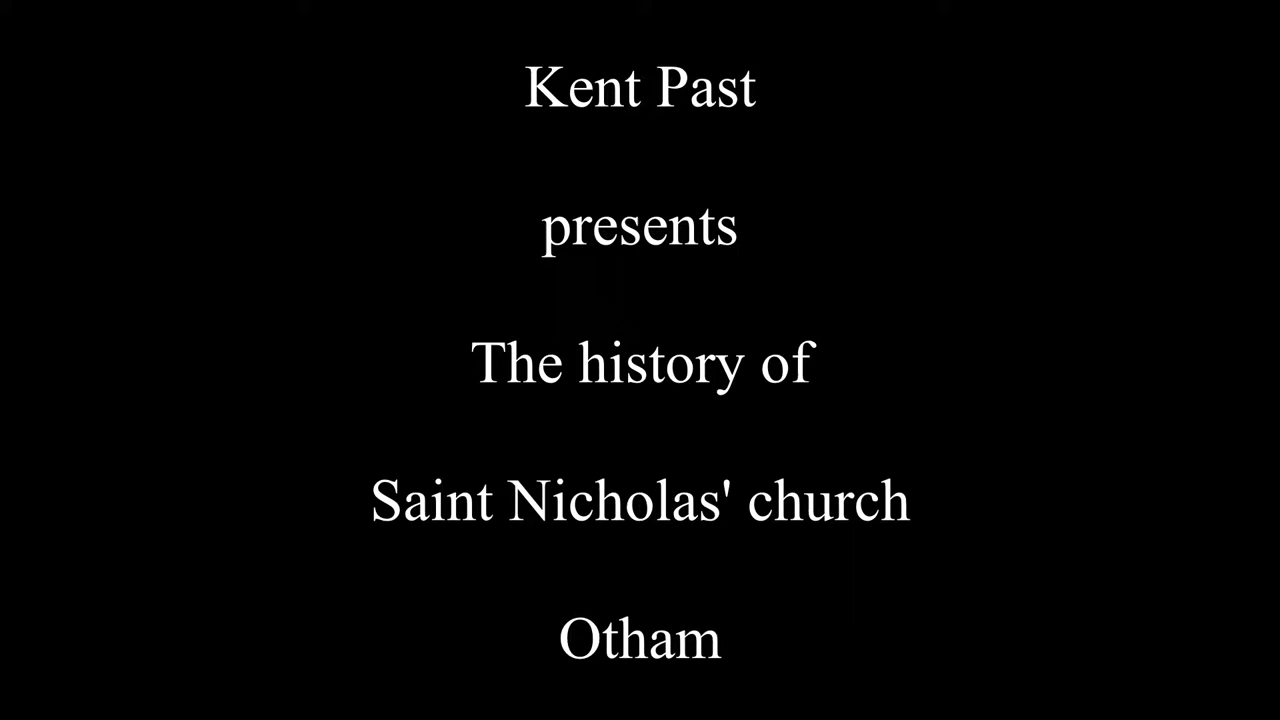 Kent Past
presents
The history of
Saint Nicholas' church
Otham